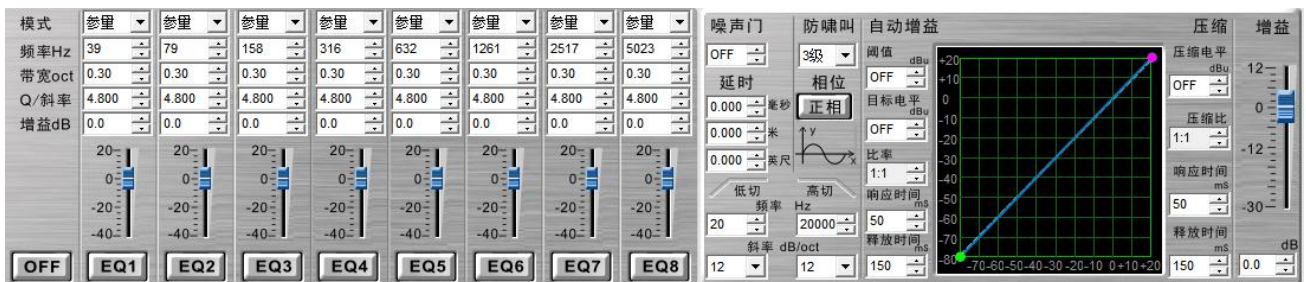 模式 参量 参量 参量 参量 参量 参量 参量 参量
频率Hz 39 79 158 316 632 1261 2517 5023
带宽oct 0.30 0.30 0.30 0.30 0.30 0.30 0.30 0.30
Q/斜率 4.800 4.800 4.800 4.800 4.800 4.800 4.800 4.800
增益dB 0.0 0.0 0.0 0.0 0.0 0.0 0.0 0.0
20 20 20 20 20 20 20 20
0 0 0 0 0 0 0 0
-20 -20 -20 -20 -20 -20 -20 -20
-40 -40 -40 -40 -40 -40 -40 -40
OFF EQ1 EQ2 EQ3 EQ4 EQ5 EQ6 EQ7 EQ8
噪声门
OFF
延时
0.000 毫秒
0.000 米
0.000 英尺
防啸叫
3级
相位
正相
y
x
低切 高切
频率 Hz
20 20000
斜率 dB/oct
12 12
自动增益
阈值 dBu
OFF
目标电平 dBu
OFF
比率
1:1
响应时间 mS
50
释放时间 mS
150
+20
+10
0
-10
-20
-30
-40
-50
-60
-70
-80
-70-60-50-40-30-20-10 0+10+20
压缩
压缩电平
dBu
OFF
压缩比
1:1
响应时间
mS
50
释放时间
mS
150
增益
12
0
-12
-30
dB
0.0